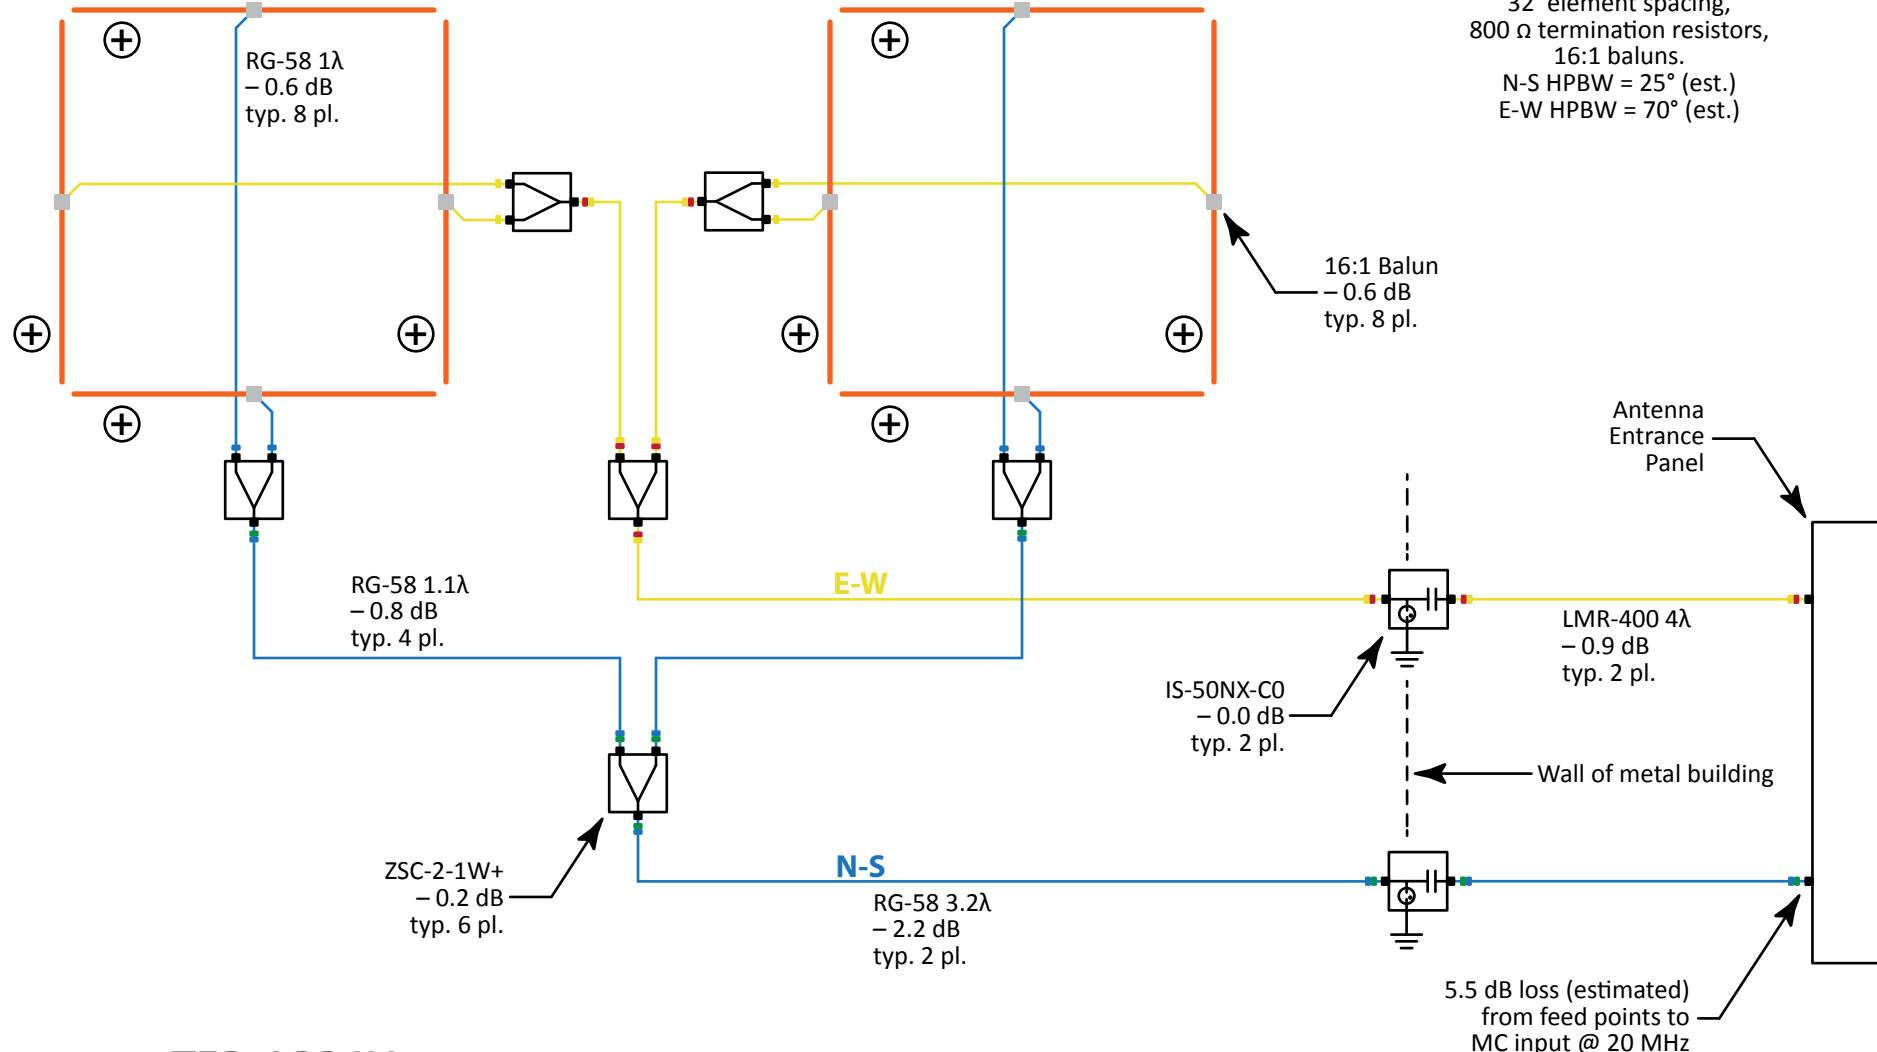 32' element spacing,
800 Ω termination resistors,
16:1 baluns.
N-S HPBW = 25° (est.)
E-W HPBW = 70° (est.)
RG-58 1λ
– 0.6 dB
typ. 8 pl.
16:1 Balun
– 0.6 dB
typ. 8 pl.
Antenna
Entrance
Panel
E-W
RG-58 1.1λ
– 0.8 dB
typ. 4 pl.
LMR-400 4λ
– 0.9 dB
typ. 2 pl.
IS-50NX-C0
– 0.0 dB
typ. 2 pl.
Wall of metal building
ZSC-2-1W+
– 0.2 dB
typ. 6 pl.
N-S
RG-58 3.2λ
– 2.2 dB
typ. 2 pl.
5.5 dB loss (estimated)
from feed points to
MC input @ 20 MHz